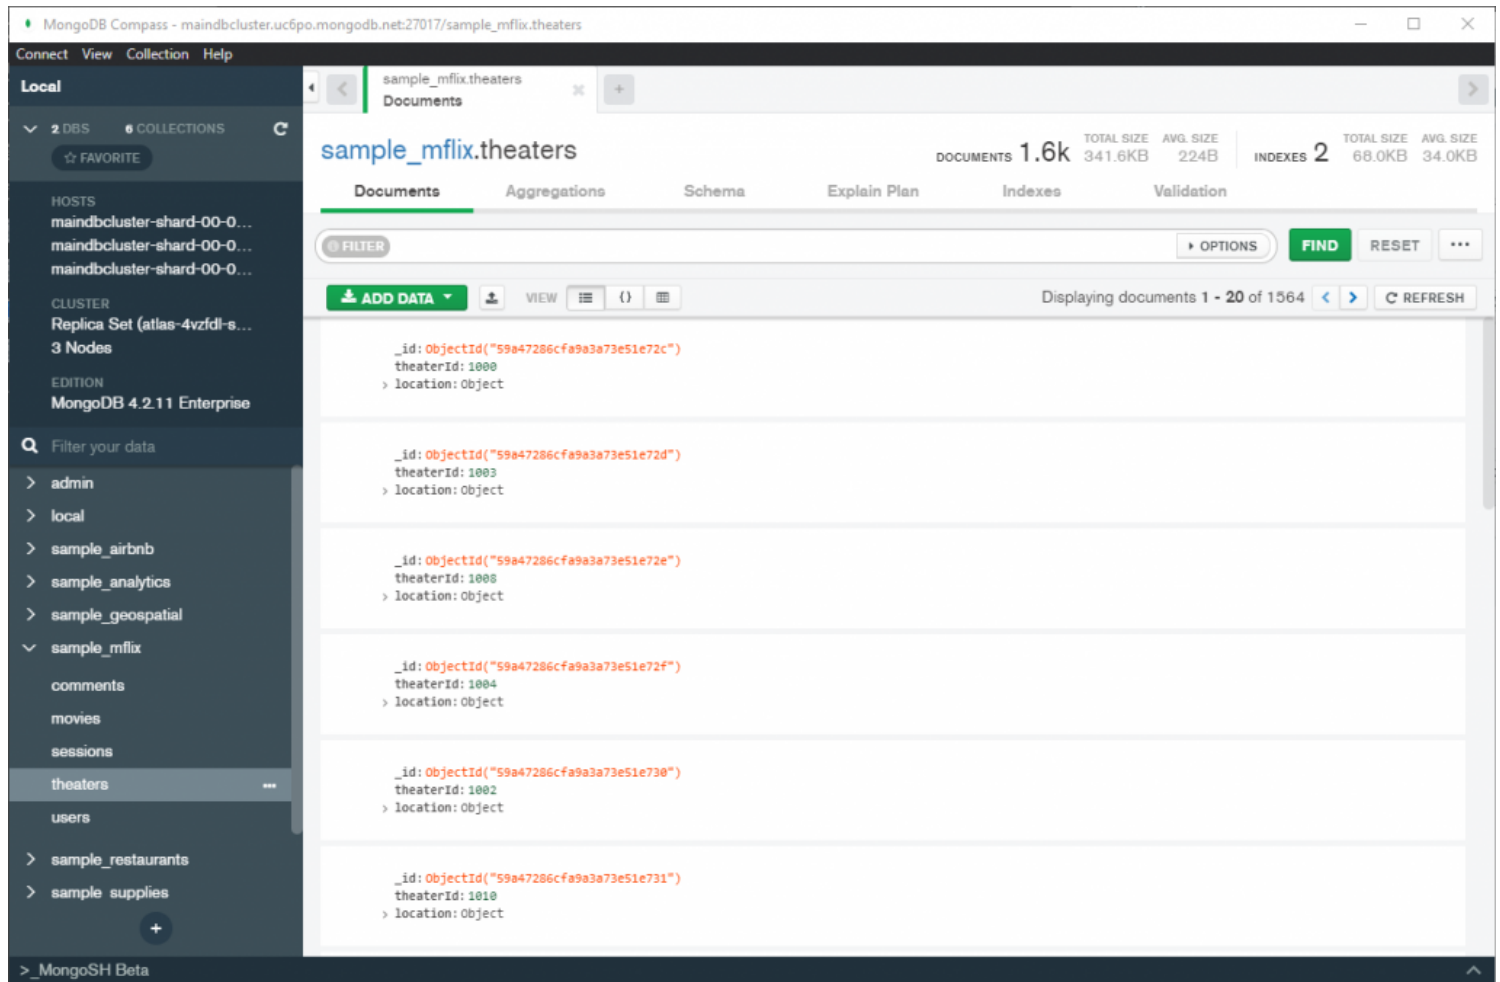 MongoDB Compass - maindbcluster.uc6po.mongodb.net:27017/sample_mflix.theaters
Connect View Collection Help
Local
2 DBS 6 COLLECTIONS
FAVORITE
HOSTS
maindbcluster-shard-00-0...
maindbcluster-shard-00-0...
maindbcluster-shard-00-0...
CLUSTER
Replica Set (atlas-4vzfdl-s...
3 Nodes
EDITION
MongoDB 4.2.11 Enterprise
Filter your data
admin
local
sample_airbnb
sample_analytics
sample_geospatial
sample_mflix
comments
movies
sessions
theaters
users
sample_restaurants
sample supplies
>_MongoSH Beta
sample_mflix.theaters
Documents
sample_mflix.theaters
DOCUMENTS 1.6k TOTAL SIZE 341.6KB AVG. SIZE 224B INDEXES 2 TOTAL SIZE 68.0KB AVG. SIZE 34.0KB
Documents Aggregations Schema Explain Plan Indexes Validation
FILTER OPTIONS FIND RESET ...
ADD DATA VIEW {} Displaying documents 1 - 20 of 1564 < > REFRESH
_id: ObjectId("59a47286cfa9a3a73e51e72c")
theaterId: 1000
> location: Object
_id: ObjectId("59a47286cfa9a3a73e51e72d")
theaterId: 1003
> location: Object
_id: ObjectId("59a47286cfa9a3a73e51e72e")
theaterId: 1008
> location: Object
_id: ObjectId("59a47286cfa9a3a73e51e72f")
theaterId: 1004
> location: Object
_id: ObjectId("59a47286cfa9a3a73e51e730")
theaterId: 1002
> location: Object
_id: ObjectId("59a47286cfa9a3a73e51e731")
theaterId: 1010
> location: Object